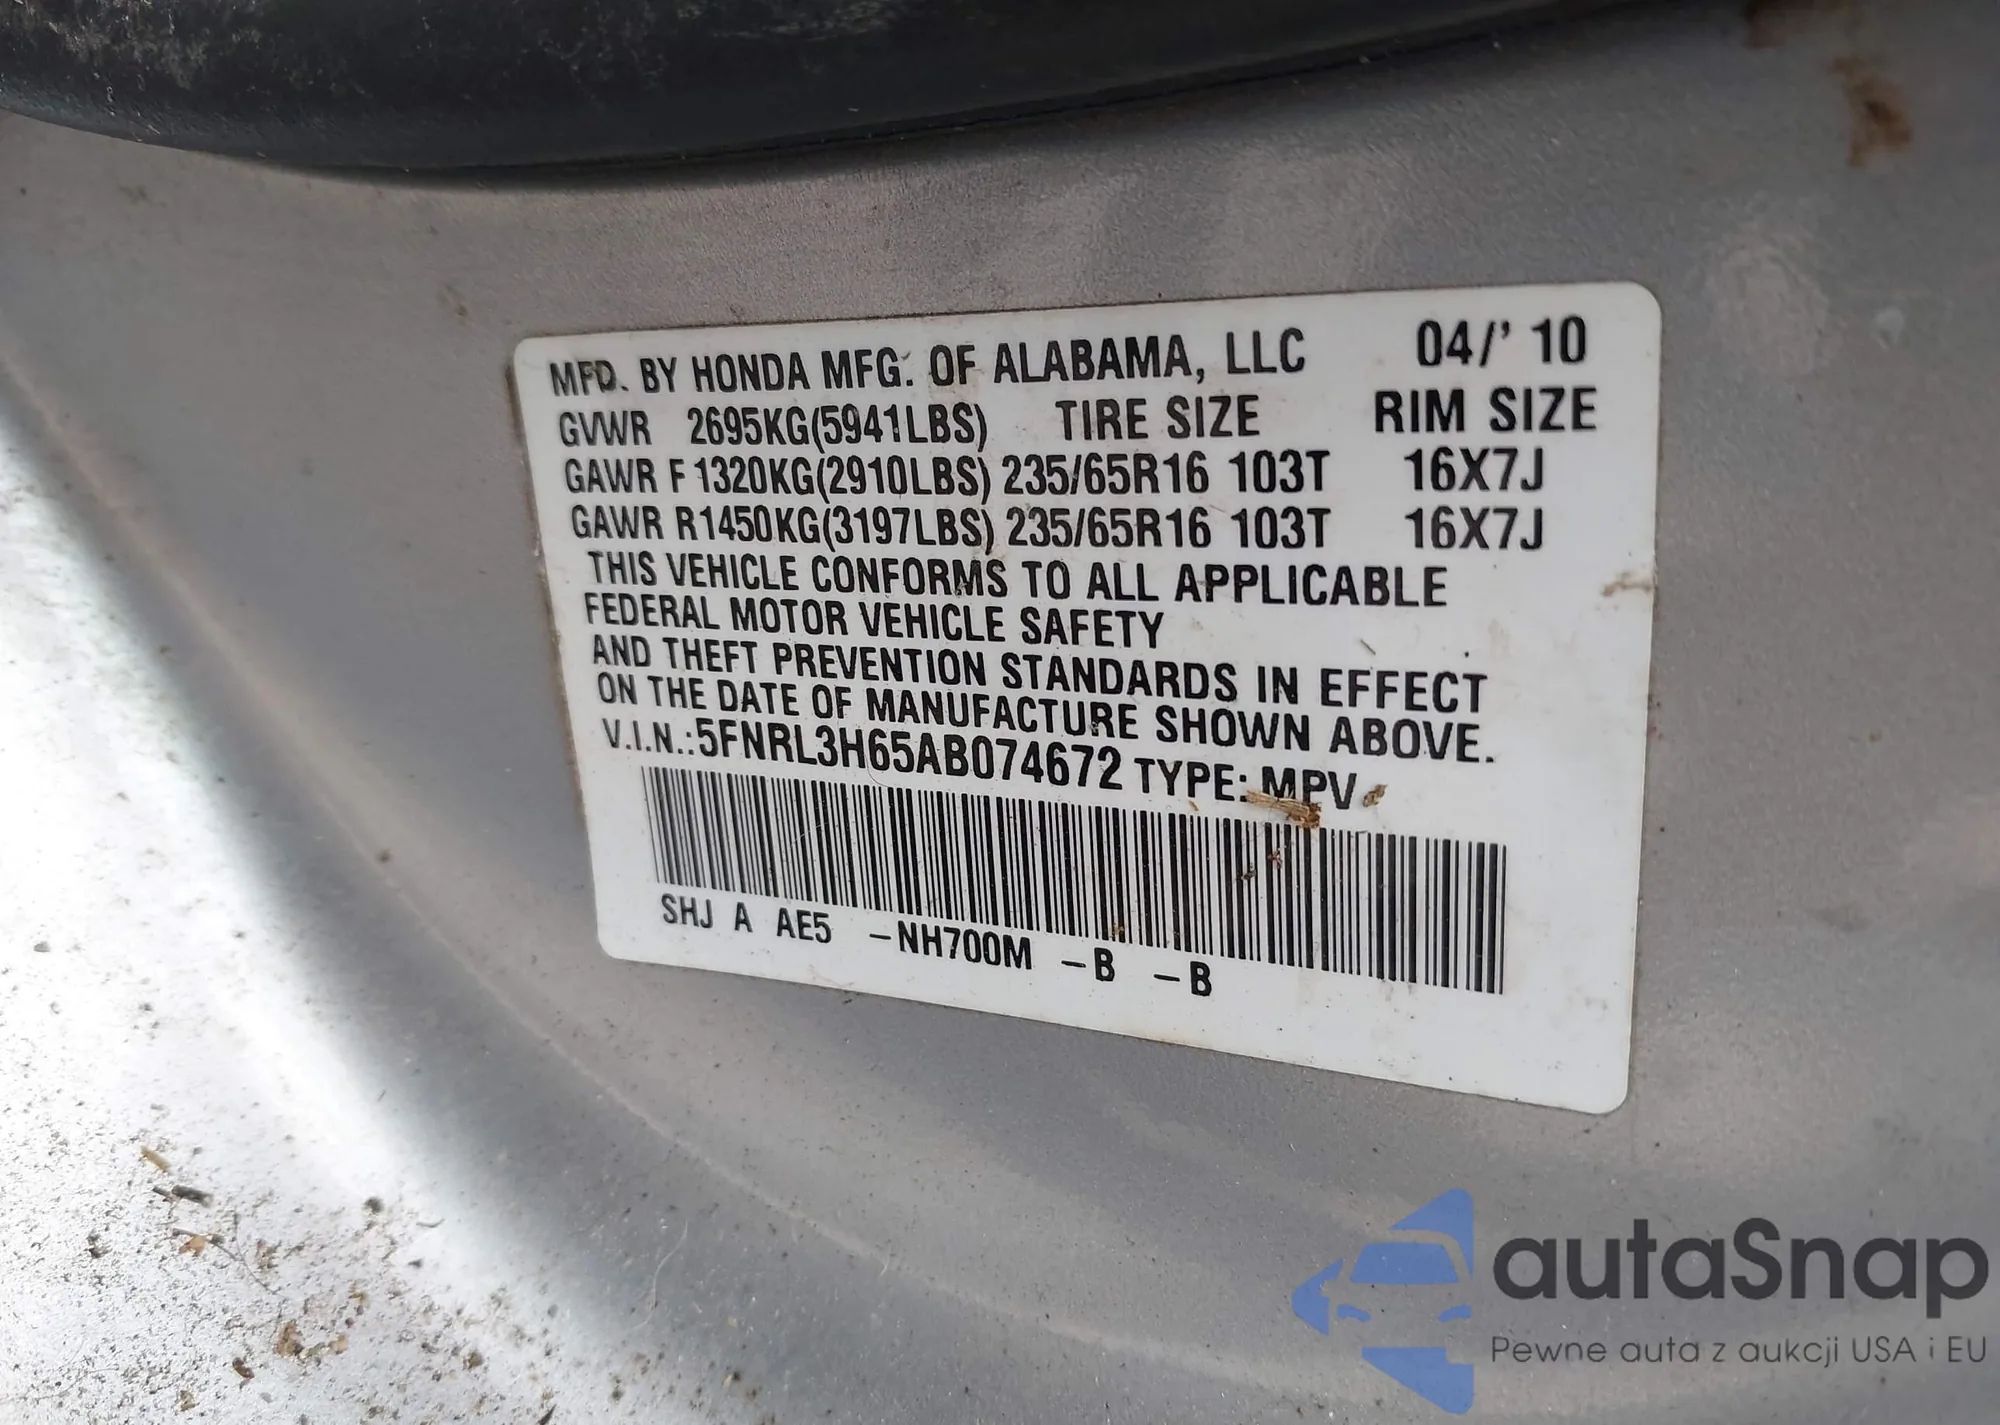 MFD. BY HONDA MFG. OF ALABAMA, LLC 04/' 10
GVWR 2695KG(5941LBS) TIRE SIZE RIM SIZE
GAWR F 1320KG(2910LBS) 235/65R16 103T 16X7J
GAWR R1450KG(3197LBS) 235/65R16 103T 16X7J
THIS VEHICLE CONFORMS TO ALL APPLICABLE
FEDERAL MOTOR VEHICLE SAFETY
AND THEFT PREVENTION STANDARDS IN EFFECT
ON THE DATE OF MANUFACTURE SHOWN ABOVE.
V.I.N.:5FNRL3H65AB074672 TYPE: MPV
SHJ A AE5 -NH700M -B -B
autaSnap
Pewne auta z aukcji USA i EU